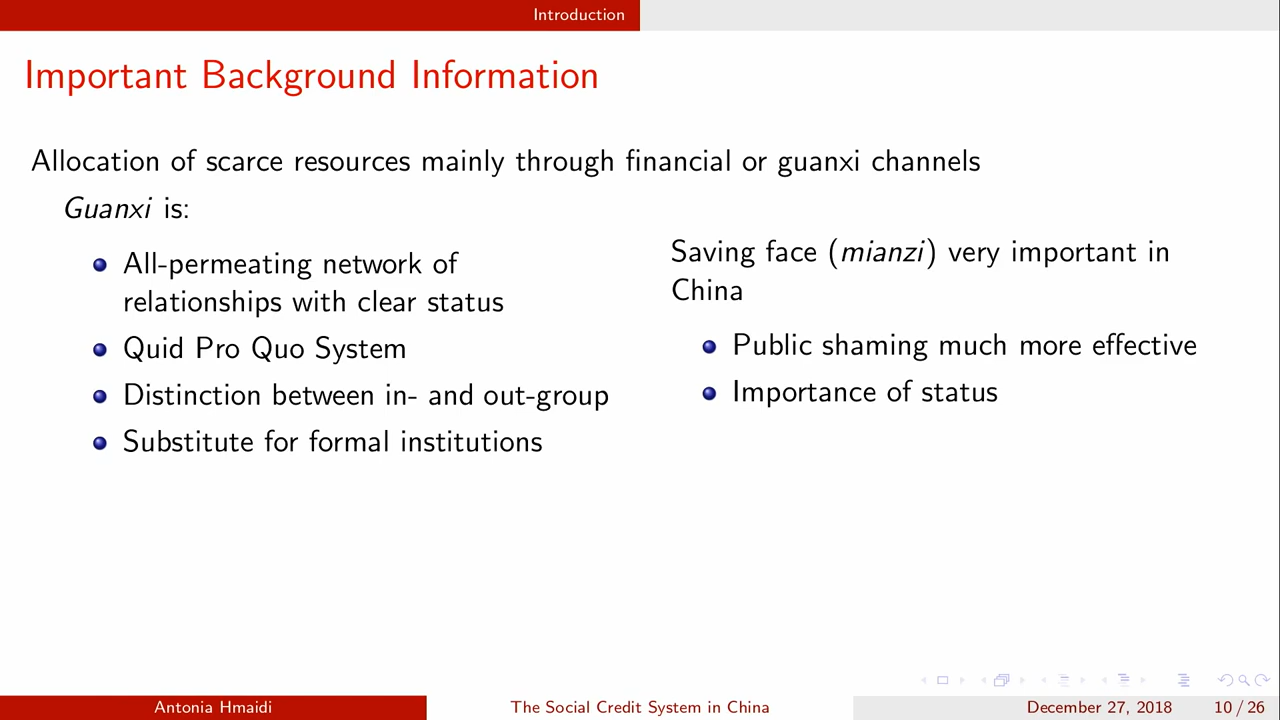 Introduction
Important Background Information
Allocation of scarce resources mainly through financial or guanxi channels
Guanxi is:
All-permeating network of
relationships with clear status
Quid Pro Quo System
Distinction between in- and out-group
Substitute for formal institutions
Saving face (mianzi) very important in
China
Public shaming much more effective
Importance of status
Antonia Hmaidi
The Social Credit System in China
December 27, 2018
10 / 26